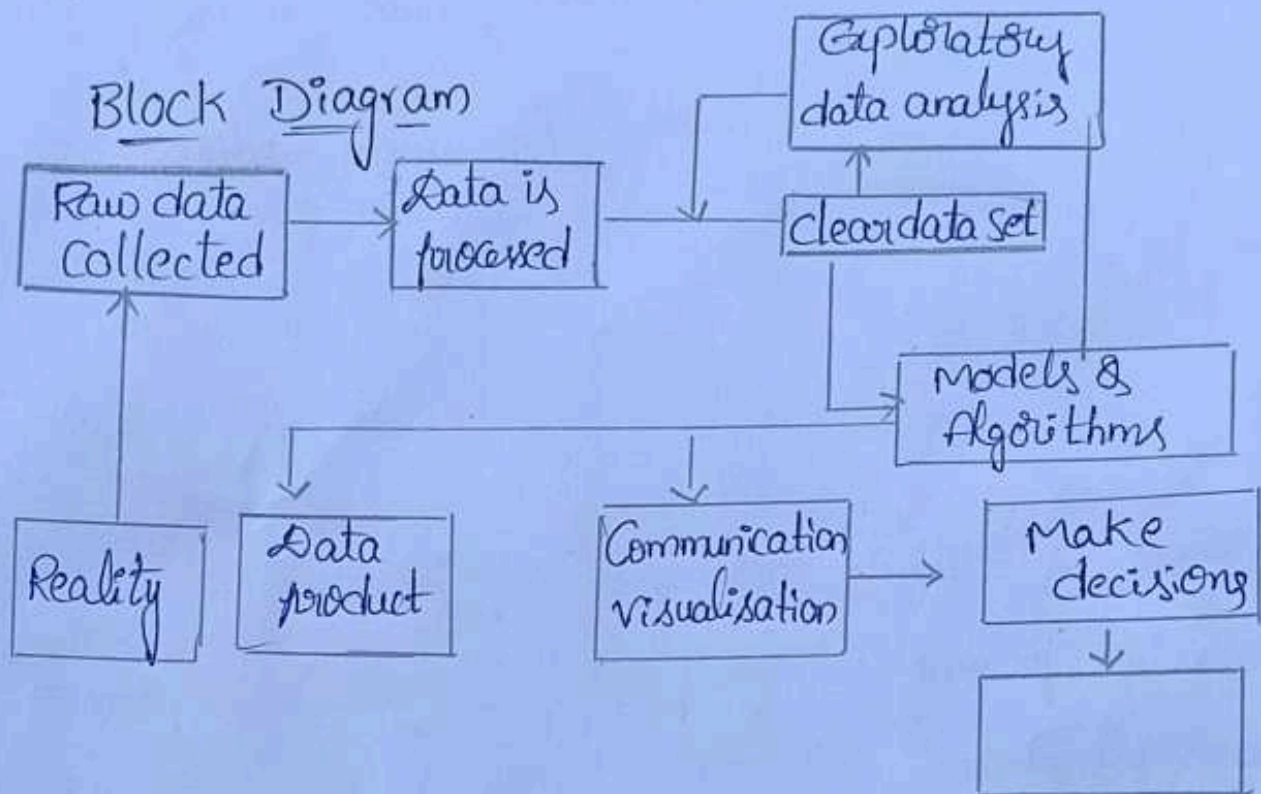 Block Diagram
Exploratory
data analysis
Raw data
Collected
Data is
processed
Clear data set
Models &
Algorithms
Reality
Data
product
Communication
visualisation
Make
decisions